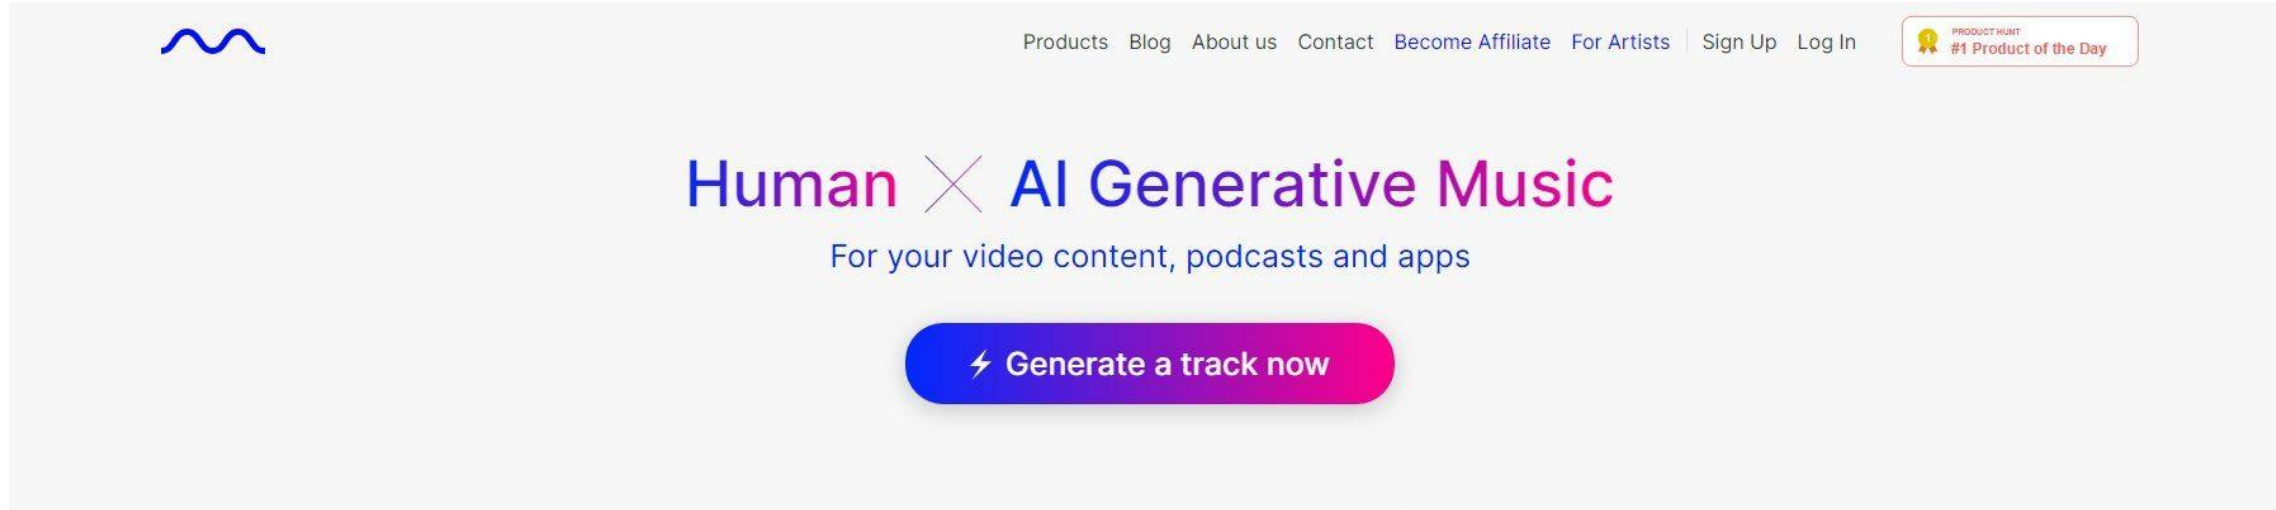 Products Blog About us Contact Become Affiliate For Artists Sign Up Log In
PRODUCT HUNT
#1 Product of the Day
Human X AI Generative Music
For your video content, podcasts and apps
Generate a track now